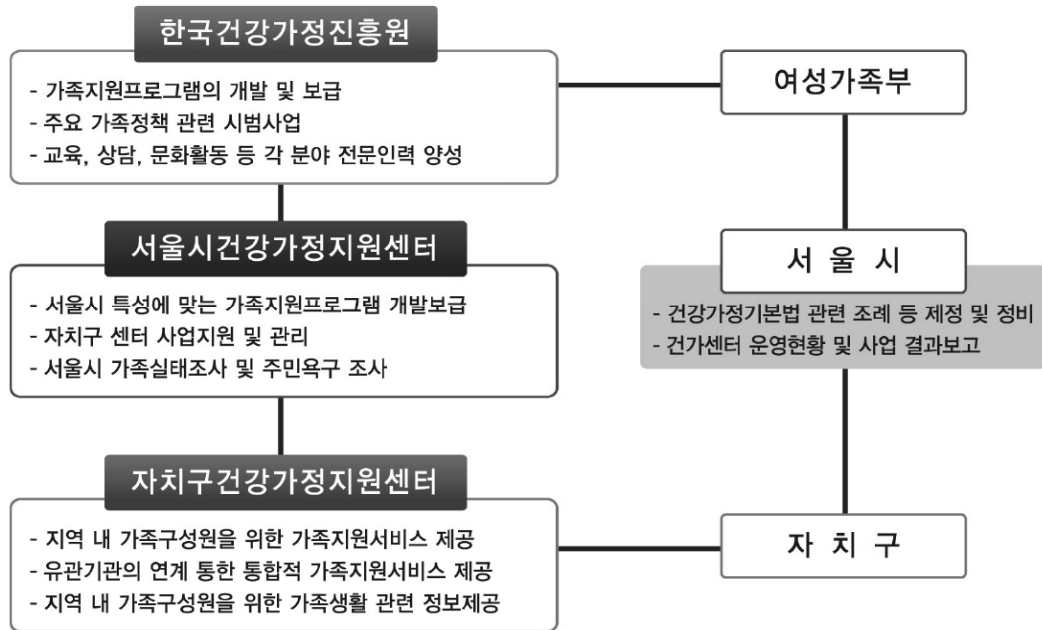 한국건강가정진흥원
- 가족지원프로그램의 개발 및 보급
- 주요 가족정책 관련 시범사업
- 교육, 상담, 문화활동 등 각 분야 전문인력 양성
여성가족부
서울시건강가정지원센터
- 서울시 특성에 맞는 가족지원프로그램 개발보급
- 자치구 센터 사업지원 및 관리
- 서울시 가족실태조사 및 주민욕구 조사
서 울 시
- 건강가정기본법 관련 조례 등 제정 및 정비
- 건가센터 운영현황 및 사업 결과보고
자치구건강가정지원센터
- 지역 내 가족구성원을 위한 가족지원서비스 제공
- 유관기관의 연계 통한 통합적 가족지원서비스 제공
- 지역 내 가족구성원을 위한 가족생활 관련 정보제공
자 치 구